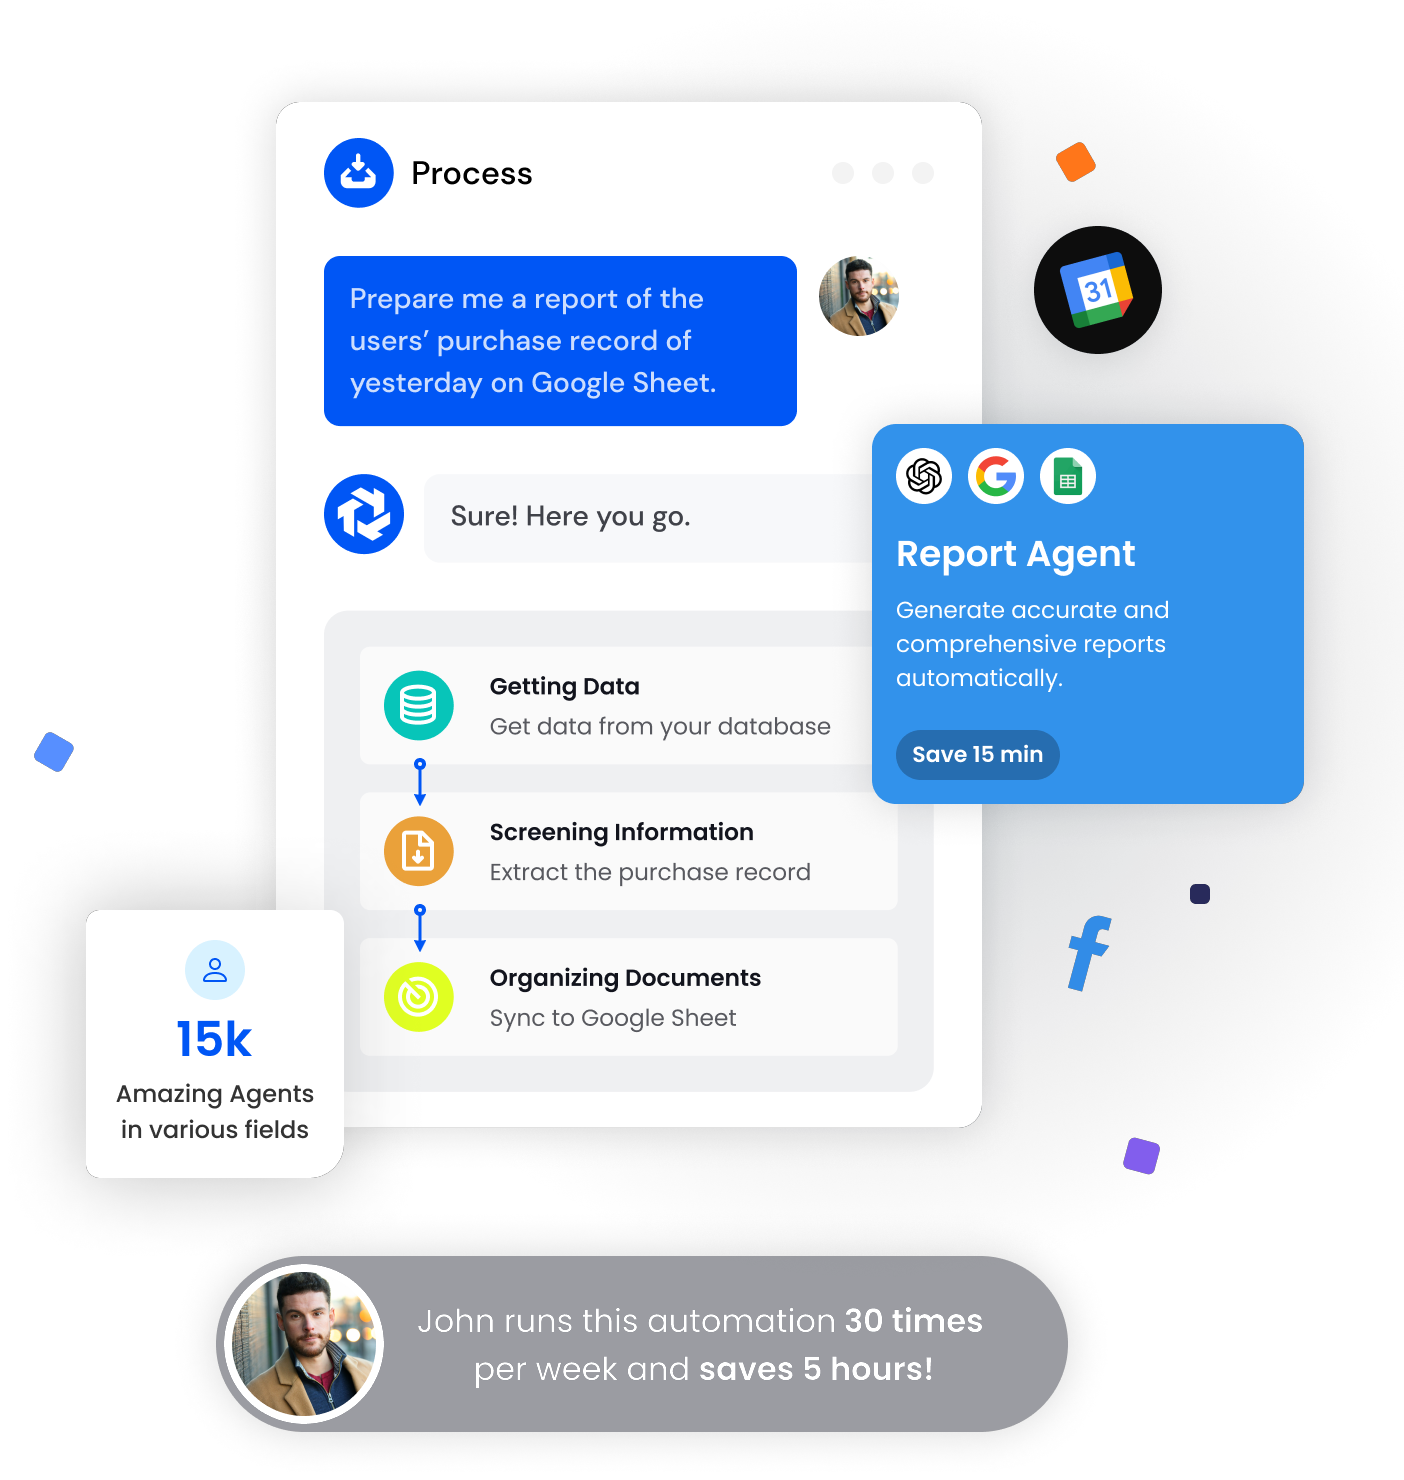 Process
Prepare me a report of the
users’ purchase record of
yesterday on Google Sheet.
31
Sure! Here you go.
Report Agent
Generate accurate and
comprehensive reports
automatically.
Save 15 min
Getting Data
Get data from your database
Screening Information
Extract the purchase record
Organizing Documents
Sync to Google Sheet
15k
Amazing Agents
in various fields
John runs this automation 30 times
per week and saves 5 hours!